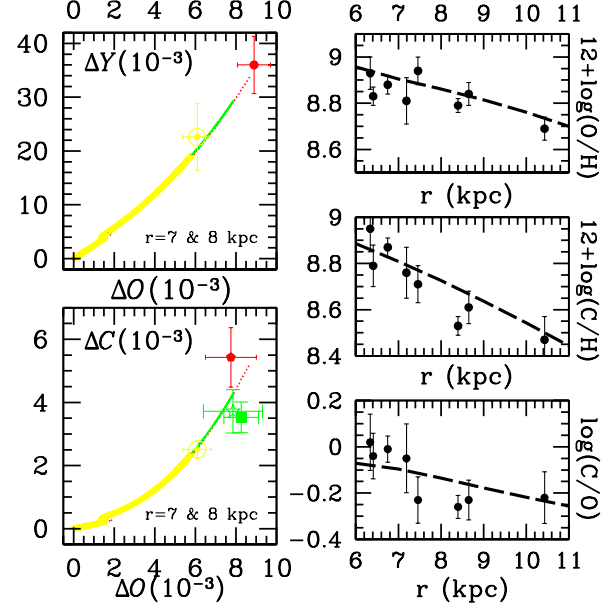 0 2 4 6 8 10
40
30
20
10
0
ΔY(10⁻³)
r=7 & 8 kpc
ΔO(10⁻³)
6
4
2
0
ΔC(10⁻³)
r=7 & 8 kpc
0 2 4 6 8 10
ΔO(10⁻³)
6 7 8 9 10 11
9
8.8
8.6
12+log(O/H)
r (kpc)
9
8.8
8.6
8.4
12+log(C/H)
r (kpc)
0.2
0
−0.2
−0.4
log(C/O)
6 7 8 9 10 11
r (kpc)